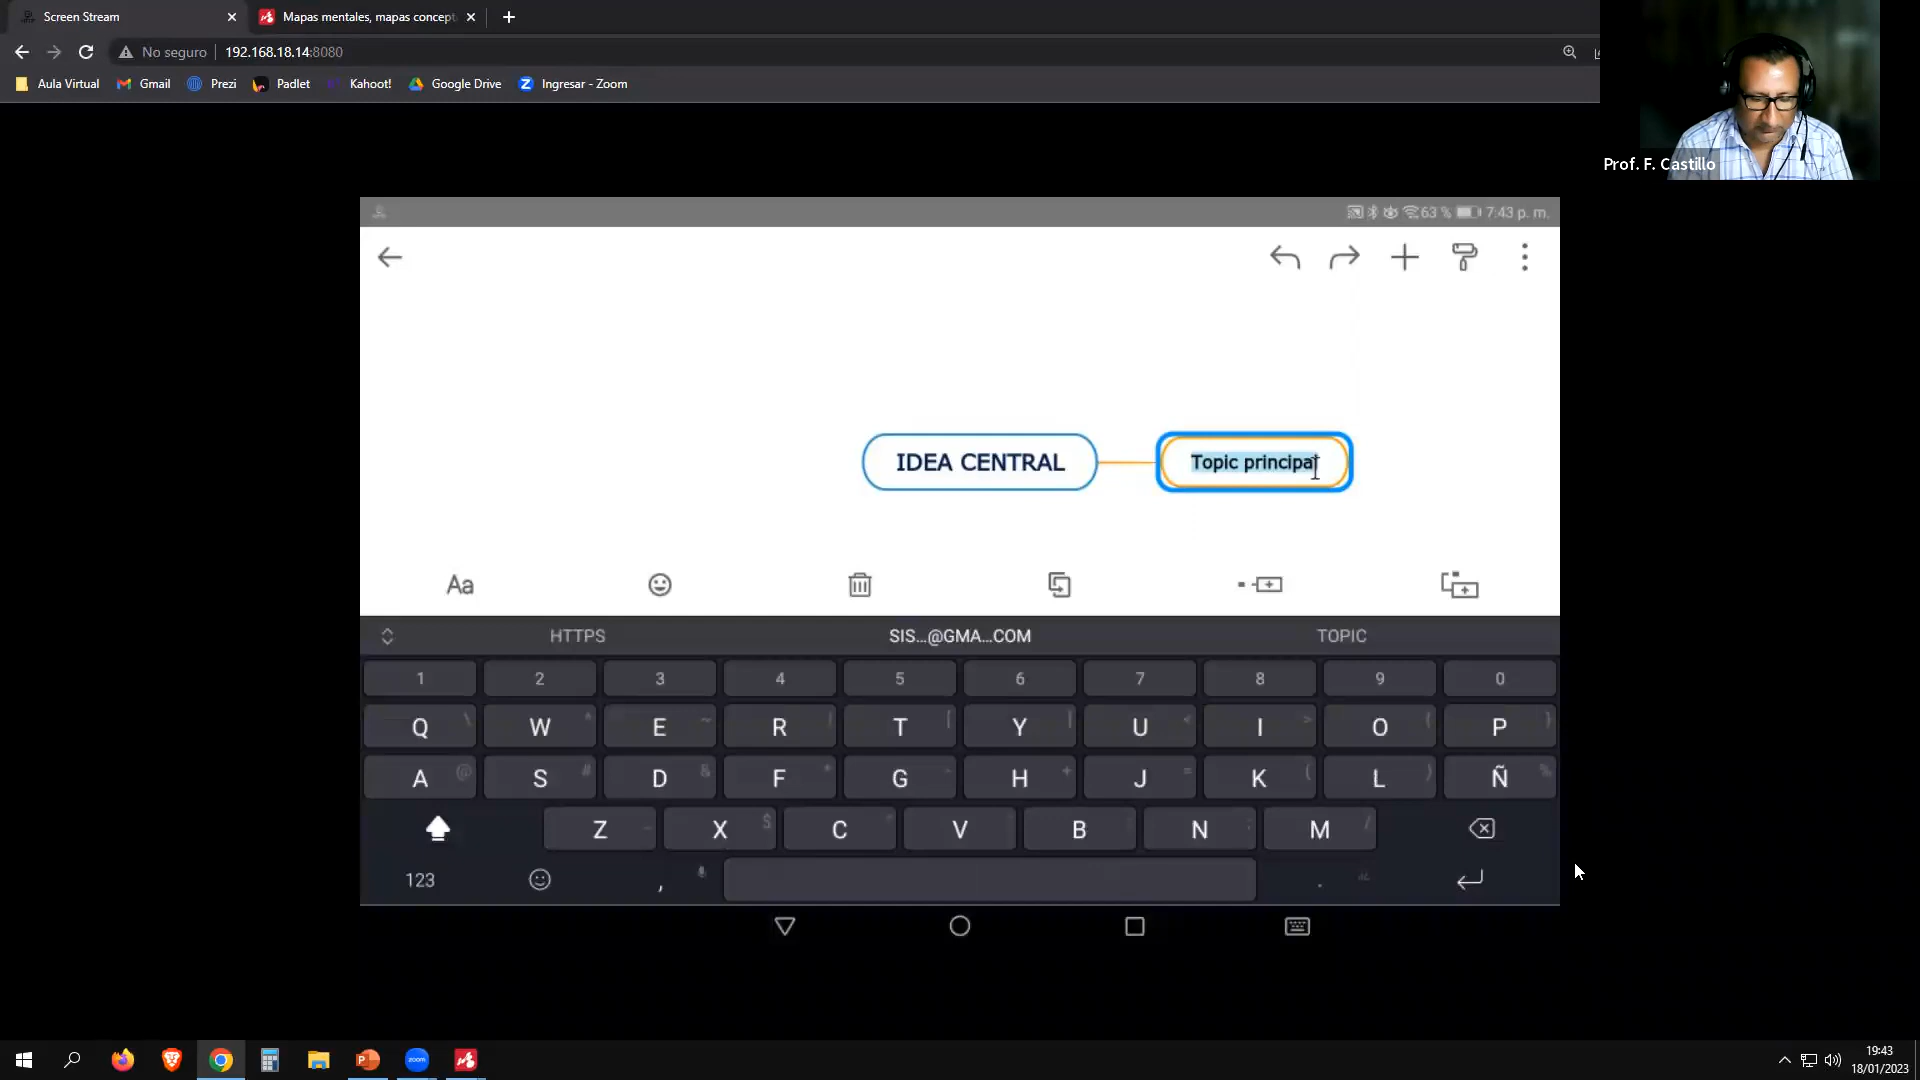 Screen Stream
Mapas mentales, mapas concept
No seguro
192.168.18.14:8080
Aula Virtual
Gmail
Prezi
Padlet
Kahoot!
Google Drive
Ingresar - Zoom
Prof. F. Castillo
63 %
7:43 p. m.
IDEA CENTRAL
Topic principal
Aa
HTTPS
SIS...@GMA...COM
TOPIC
1 2 3 4 5 6 7 8 9 0
Q W E R T Y U I O P
A S D F G H J K L Ñ
Z X C V B N M
123 , .
zoom
19:43
18/01/2023